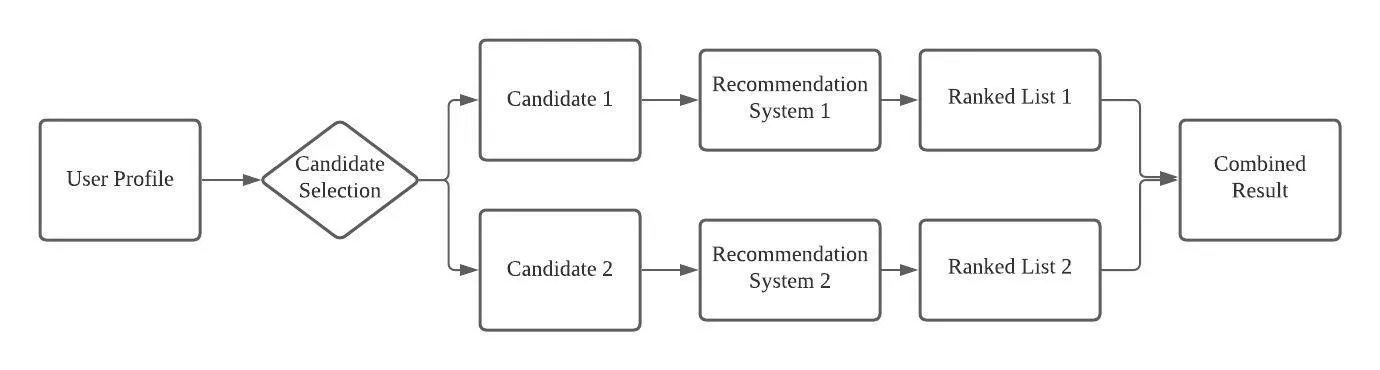 User Profile
Candidate
Selection
Candidate 1
Recommendation
System 1
Ranked List 1
Candidate 2
Recommendation
System 2
Ranked List 2
Combined
Result